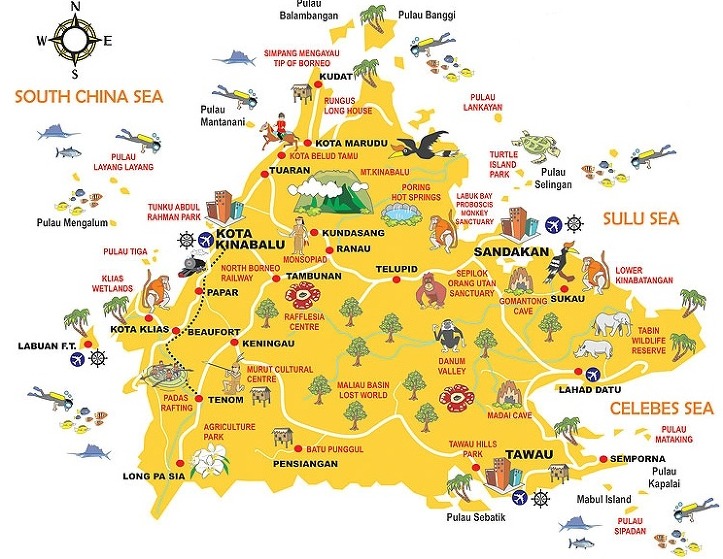 N
W
E
S
Pulau
Balambangan
Pulau Banggi
SIMPANG MENGAYAU
TIP OF BORNEO
KUDAT
SOUTH CHINA SEA
Pulau
Mantanani
RUNGUS
LONG HOUSE
PULAU
LANKAYAN
KOTA MARUDU
KOTA BELUD TAMU
PULAU
LAYANG LAYANG
TUARAN
MT.KINABALU
TURTLE
ISLAND
PARK
Pulau
Selingan
PORING
HOT SPRINGS
LABUK BAY
PROBOSCIS
MONKEY
SANCTUARY
TUNKU ABDUL
RAHMAN PARK
Pulau Mengalum
SULU SEA
KOTA
KINABALU
KUNDASANG
RANAU
MONSOPIAD
SANDAKAN
PULAU TIGA
KLIAS
WETLANDS
NORTH BORNEO
RAILWAY
TAMBUNAN
TELUPID
SEPILOK
ORANG UTAN
SANCTUARY
GOMANTONG
CAVE
SUKAU
LOWER
KINABATANGAN
PAPAR
RAFFLESIA
CENTRE
KOTA KLIAS
BEAUFORT
LABUAN F.T.
KENINGAU
TABIN
WILDLIFE
RESERVE
MURUT CULTURAL
CENTRE
DANUM
VALLEY
MALIAU BASIN
LOST WORLD
LAHAD DATU
PADAS
RAFTING
TENOM
MADAI CAVE
CELEBES SEA
AGRICULTURE
PARK
PULAU
MATAKING
BATU PUNGGUL
PENSIANGAN
TAWAU HILLS
PARK
TAWAU
SEMPORNA
LONG PA SIA
Pulau
Kapalai
Mabul Island
Pulau Sebatik
PULAU
SIPADAN